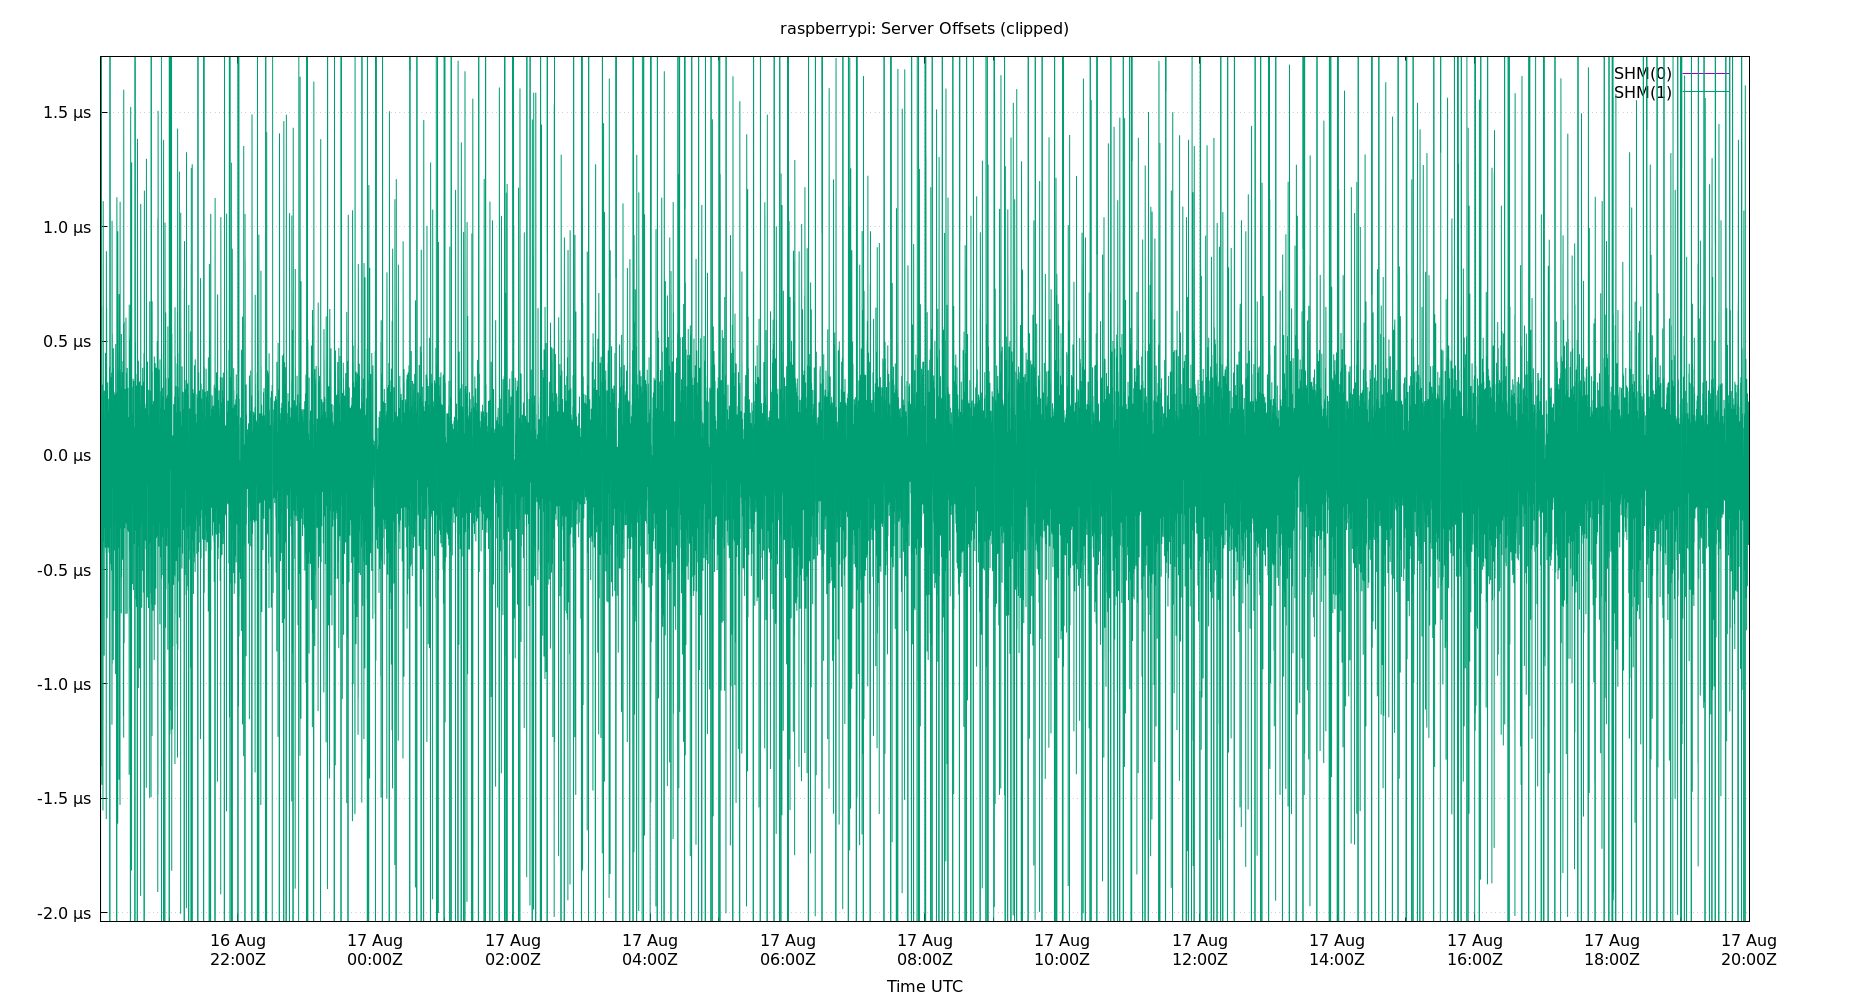 raspberrypi: Server Offsets (clipped)
SHM(0)
SHM(1)
1.5 µs
1.0 µs
0.5 µs
0.0 µs
-0.5 µs
-1.0 µs
-1.5 µs
-2.0 µs
16 Aug 17 Aug 17 Aug 17 Aug 17 Aug 17 Aug 17 Aug 17 Aug 17 Aug 17 Aug 17 Aug 17 Aug
22:00Z 00:00Z 02:00Z 04:00Z 06:00Z 08:00Z 10:00Z 12:00Z 14:00Z 16:00Z 18:00Z 20:00Z
Time UTC